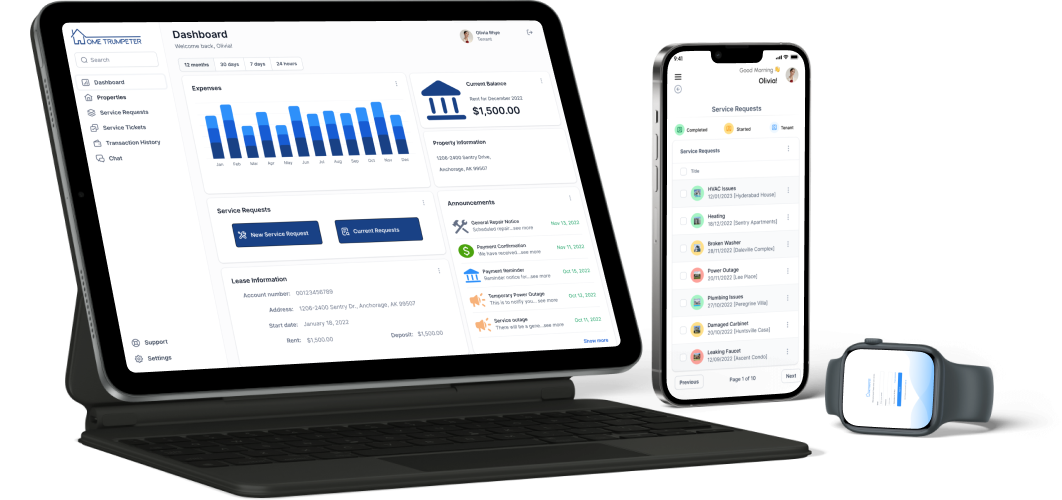 OME TRUMPETER
Search
Dashboard
Properties
Service Requests
Service Tickets
Transaction History
Chat
Support
Settings
Dashboard
Welcome back, Olivia!
Olivia Rhye
Tenant
12 months
30 days
7 days
24 hours
Expenses
Jan Feb Mar Apr May Jun Jul Aug Sep Oct Nov Dec
Current Balance
Rent for December 2022
$1,500.00
Property Information
1206-2400 Sentry Drive,
Anchorage, AK 99507
Service Requests
New Service Request
Current Requests
Announcements
General Repair Notice
Scheduled repair...see more
Nov 13, 2022
Payment Confirmation
We have received...see more
Nov 11, 2022
Payment Reminder
Reminder notice for...see more
Oct 15, 2022
Temporary Power Outage
This is to notify you...see more
Oct 12, 2022
Service outage
There will be a gene...see more
Oct 11, 2022
Show more
Lease Information
Account number: 00123456789
Address: 1206-2400 Sentry Dr., Anchorage, AK 99507
Start date: January 18, 2022
Rent: $1,500.00
Deposit: $1,500.00
9:41
Good Morning 👋
Olivia!
Service Requests
Completed
Started
Tenant
Service Requests
Title
HVAC Issues
12/01/2023 [Hyderabad House]
Heating
18/12/2022 [Sentry Apartments]
Broken Washer
28/11/2022 [Daleville Complex]
Power Outage
20/11/2022 [Lee Place]
Plumbing Issues
27/10/2022 [Peregrine Villa]
Damaged Carbinet
20/10/2022 [Huntsville Casa]
Leaking Faucet
12/09/2022 [Ascent Condo]
Previous
Page 1 of 10
Next